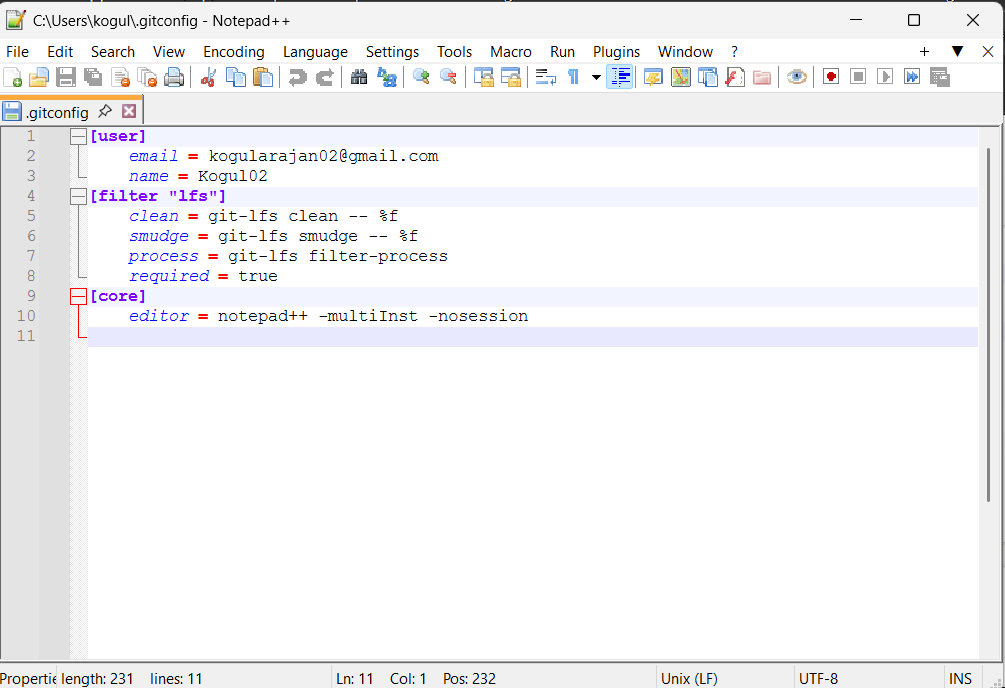 C:\Users\kogul\.gitconfig - Notepad++
File Edit Search View Encoding Language Settings Tools Macro Run Plugins Window ?
.gitconfig
1 [user]
2 email = kogularajan02@gmail.com
3 name = Kogul02
4 [filter "lfs"]
5 clean = git-lfs clean -- %f
6 smudge = git-lfs smudge -- %f
7 process = git-lfs filter-process
8 required = true
9 [core]
10 editor = notepad++ -multiInst -nosession
11
Propertie length: 231 lines: 11 Ln: 11 Col: 1 Pos: 232 Unix (LF) UTF-8 INS